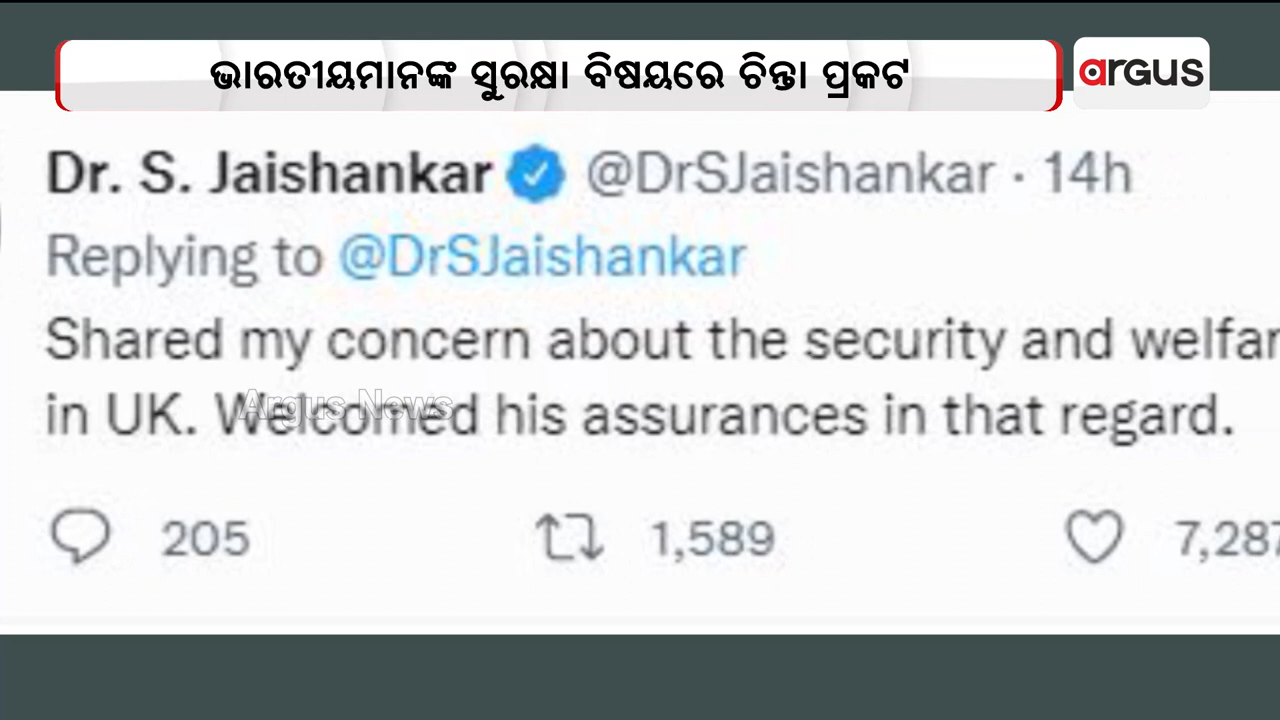 ଭାରତୀୟମାନଙ୍କ ସୁରକ୍ଷା ବିଷୟରେ ଚିନ୍ତା ପ୍ରକଟ
argus
Dr. S. Jaishankar @DrSJaishankar · 14h
Replying to @DrSJaishankar
Shared my concern about the security and welfar
in UK. Welcomed his assurances in that regard.
Argus News
205 1,589 7,287